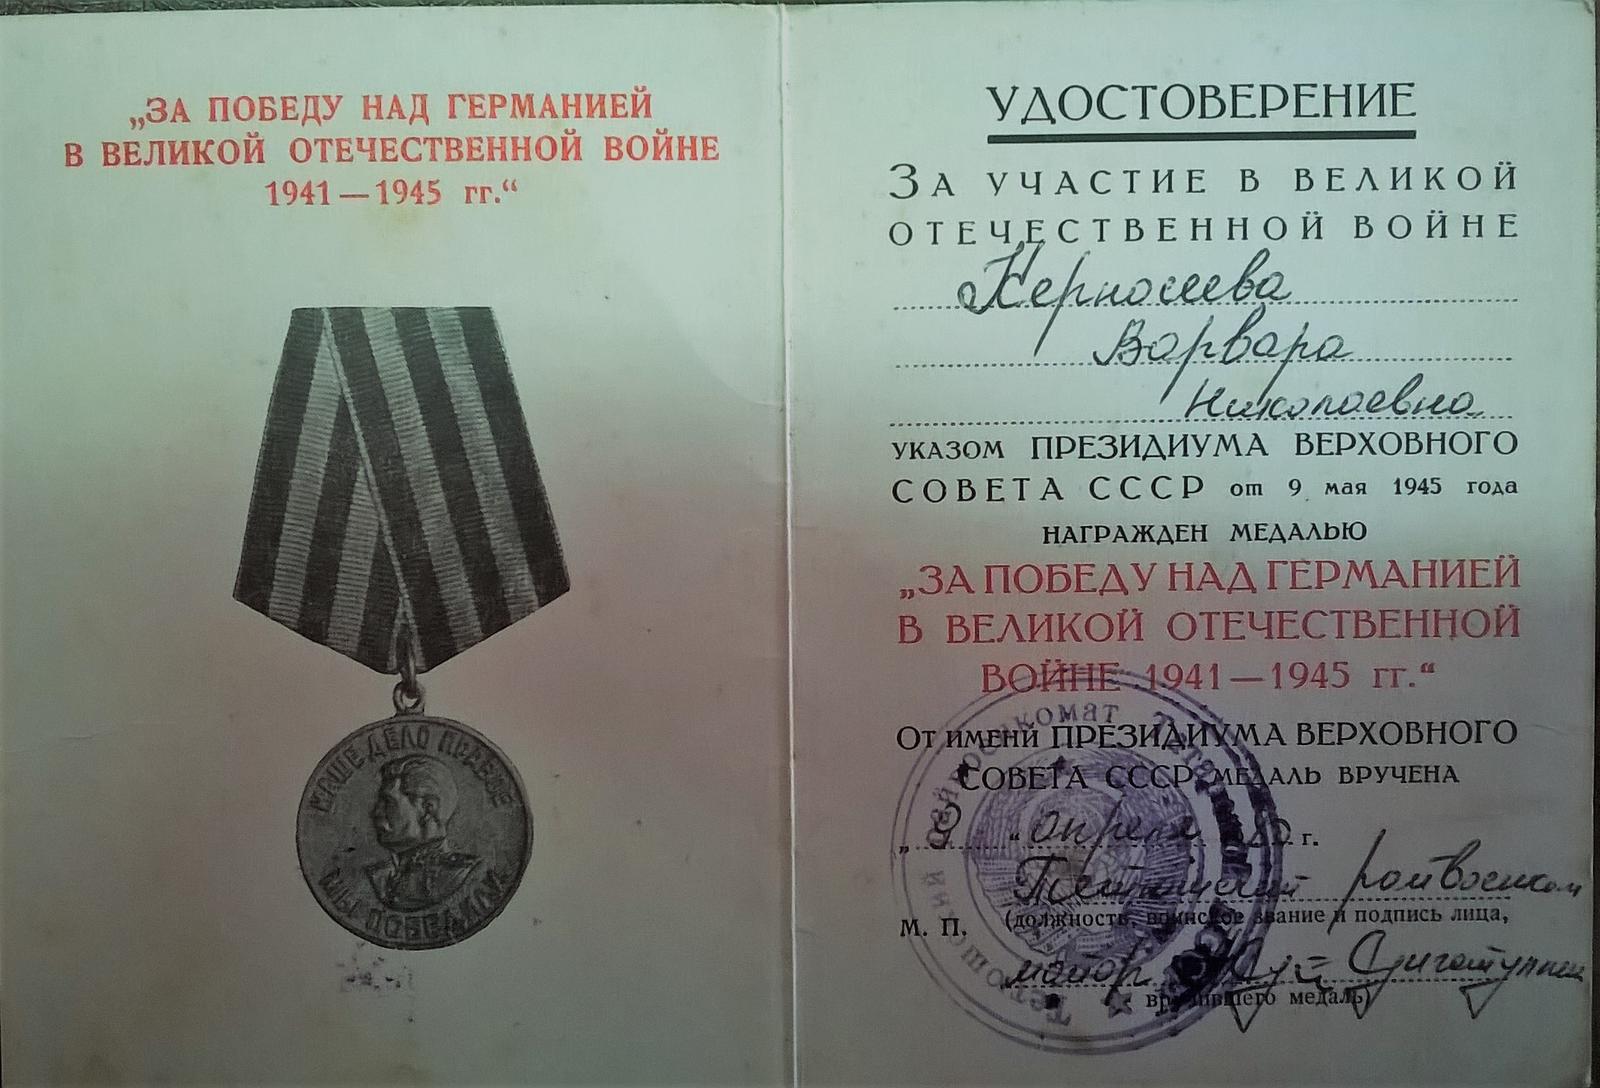 „ЗА ПОБЕДУ НАД ГЕРМАНИЕЙ
В ВЕЛИКОЙ ОТЕЧЕСТВЕННОЙ ВОЙНЕ
1941—1945 гг.“
НАШЕ ДЕЛО ПРАВОЕ
МЫ ПОБЕДИЛИ
УДОСТОВЕРЕНИЕ
ЗА УЧАСТИЕ В ВЕЛИКОЙ
ОТЕЧЕСТВЕННОЙ ВОЙНЕ
Варвара
Николаевна
УКАЗОМ ПРЕЗИДИУМА ВЕРХОВНОГО
СОВЕТА СССР от 9 мая 1945 года
НАГРАЖДЕН МЕДАЛЬЮ
„ЗА ПОБЕДУ НАД ГЕРМАНИЕЙ
В ВЕЛИКОЙ ОТЕЧЕСТВЕННОЙ
ВОЙНЕ 1941—1945 гг.“
ОТ ИМЕНИ ПРЕЗИДИУМА ВЕРХОВНОГО
СОВЕТА СССР МЕДАЛЬ ВРУЧЕНА
„ “ апреля г.
райвоенком
М. П. (должность, воинское звание и подпись лица,
майор
вручившего медаль)